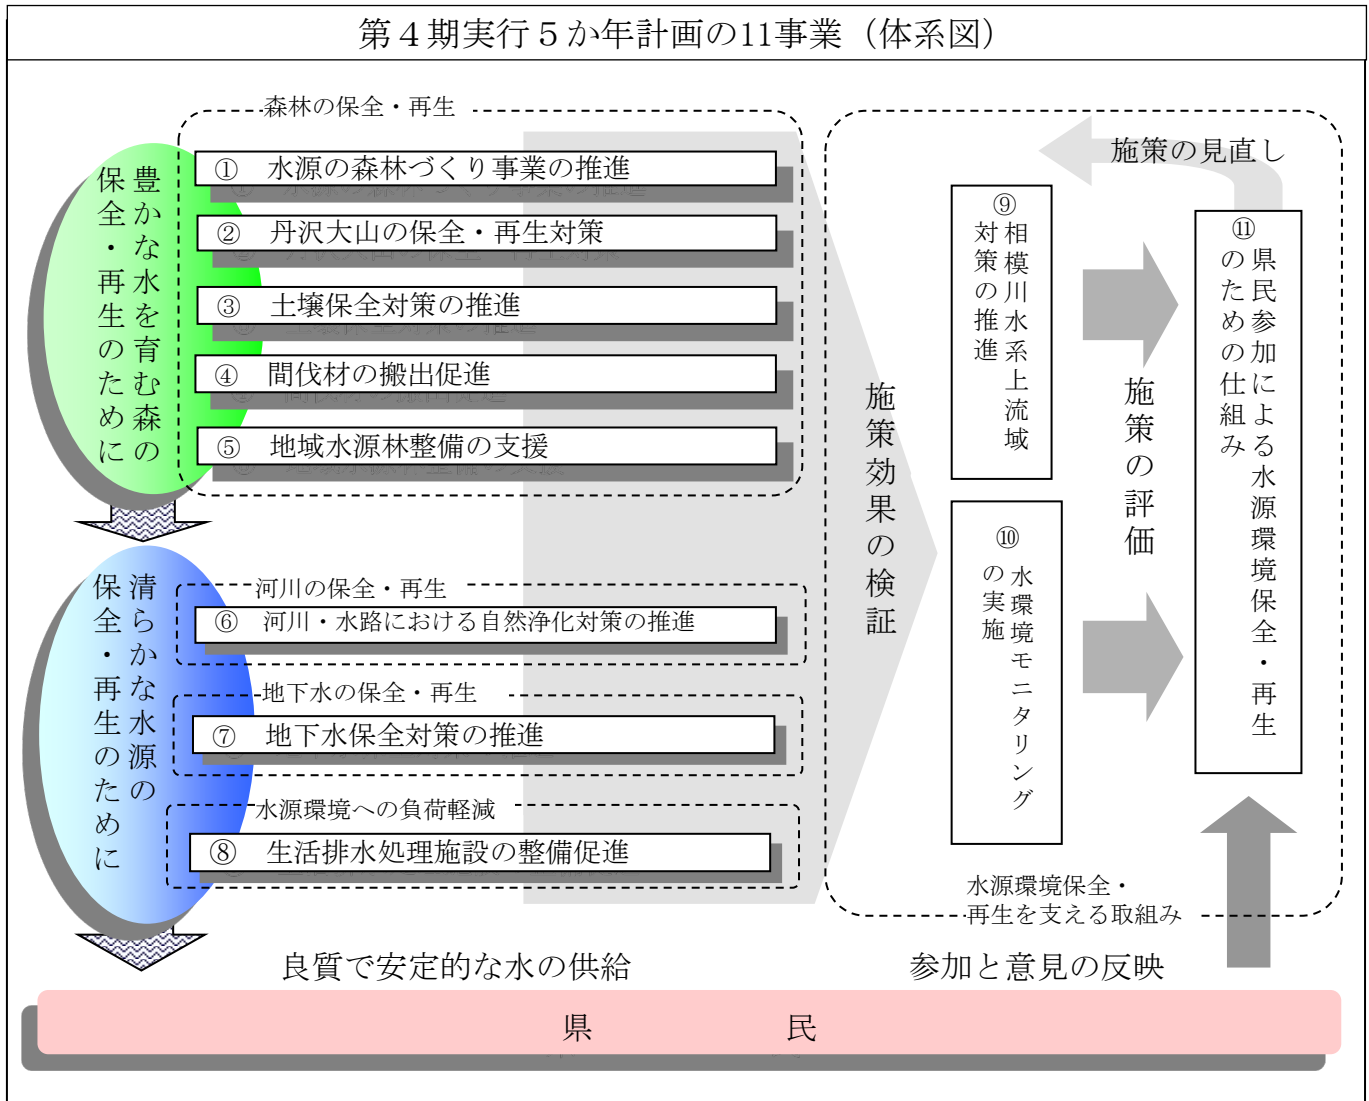 第４期実行５か年計画の11事業（体系図）
森林の保全・再生
豊かな水を育む森の
保全・再生のために
① 水源の森林づくり事業の推進
② 丹沢大山の保全・再生対策
③ 土壌保全対策の推進
④ 間伐材の搬出促進
⑤ 地域水源林整備の支援
清らかな水源の
保全・再生のために
河川の保全・再生
⑥ 河川・水路における自然浄化対策の推進
地下水の保全・再生
⑦ 地下水保全対策の推進
水源環境への負荷軽減
⑧ 生活排水処理施設の整備促進
施策効果の検証
⑨ 相模川水系上流域
対策の推進
⑩ 水環境モニタリング
の実施
施策の評価
施策の見直し
⑪ 県民参加による水源環境保全・再生
のための仕組み
水源環境保全・
再生を支える取組み
良質で安定的な水の供給
参加と意見の反映
県民